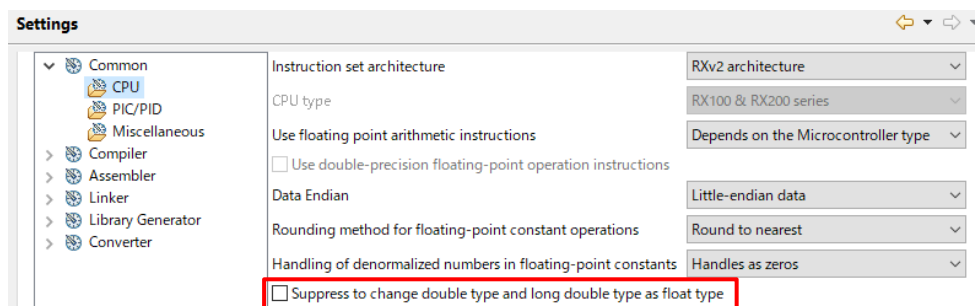 Settings
Common
CPU
PIC/PID
Miscellaneous
Compiler
Assembler
Linker
Library Generator
Converter
Instruction set architecture RXv2 architecture
CPU type RX100 & RX200 series
Use floating point arithmetic instructions Depends on the Microcontroller type
Use double-precision floating-point operation instructions
Data Endian Little-endian data
Rounding method for floating-point constant operations Round to nearest
Handling of denormalized numbers in floating-point constants Handles as zeros
Suppress to change double type and long double type as float type